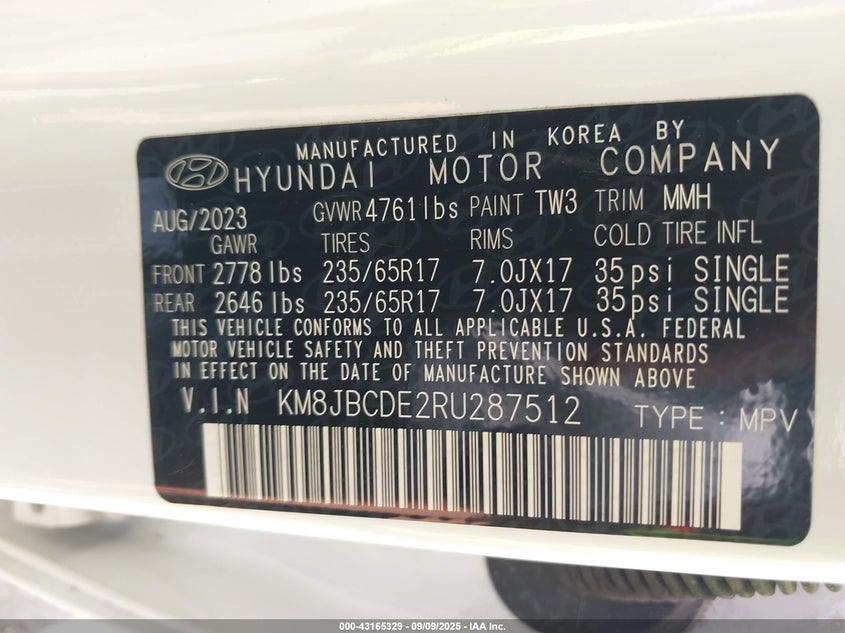 MANUFACTURED IN KOREA BY
HYUNDAI MOTOR COMPANY
AUG/2023 GVWR 4761lbs PAINT TW3 TRIM MMH
GAWR TIRES RIMS COLD TIRE INFL
FRONT 2778 lbs 235/65R17 7.0JX17 35psi SINGLE
REAR 2646 lbs 235/65R17 7.0JX17 35psi SINGLE
THIS VEHICLE CONFORMS TO ALL APPLICABLE U.S.A. FEDERAL
MOTOR VEHICLE SAFETY AND THEFT PREVENTION STANDARDS
IN EFFECT ON THE DATE OF MANUFACTURE SHOWN ABOVE
V.I.N KM8JBCDE2RU287512 TYPE : MPV
000-43165329 - 09/09/2025 - IAA Inc.